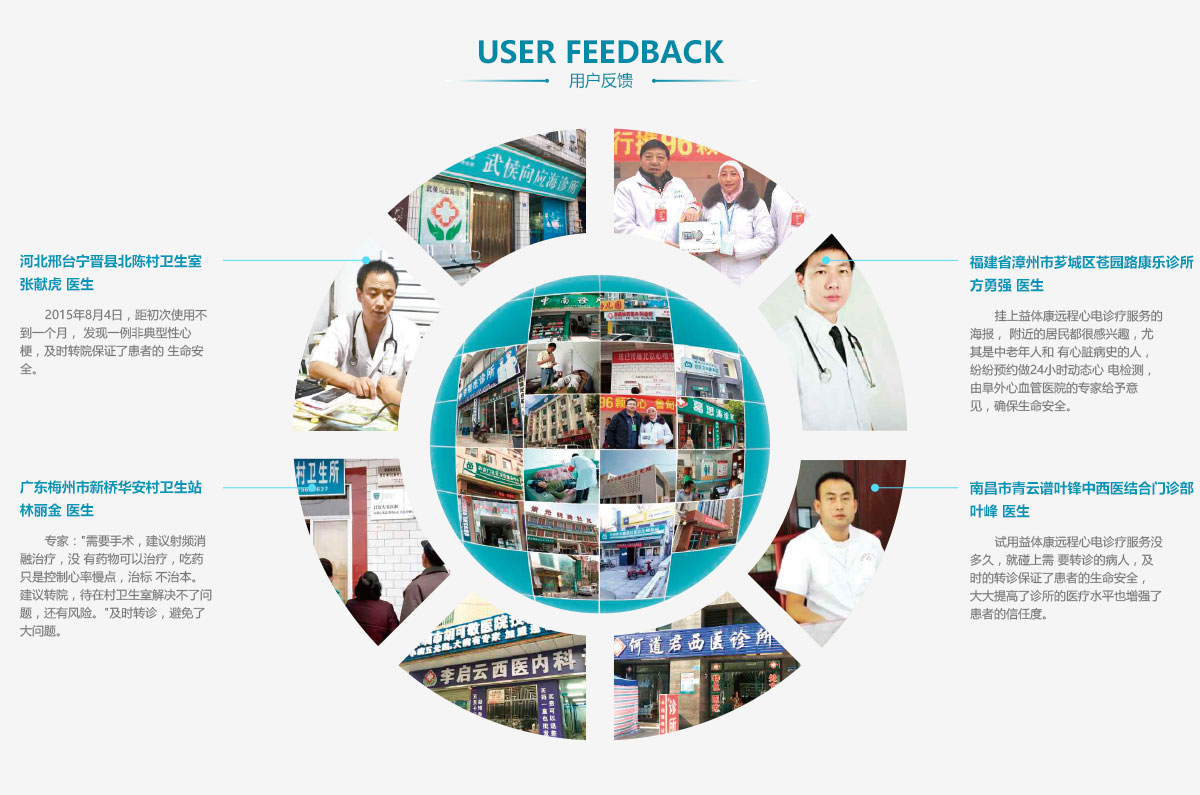 USER FEEDBACK
用户反馈
武侯向应海诊所
武侯向应海诊所
河北邢台宁晋县北陈村卫生室
张献虎 医生
2015年8月4日，距初次使用不
到一个月， 发现一例非典型性心
梗，及时转院保证了患者的 生命安
全。
福建省漳州市芗城区苍园路康乐诊所
方勇强 医生
挂上益体康远程心电诊疗服务的
海报， 附近的居民都很感兴趣，尤
其是中老年人和 有心脏病史的人，
纷纷预约做24小时动态心 电检测，
由阜外心血管医院的专家给予意
见，确保生命安全。
广东梅州市新桥华安村卫生站
林丽金 医生
专家："需要手术，建议射频消
融治疗，没 有药物可以治疗，吃药
只是控制心率慢点，治标 不治本。
建议转院，待在村卫生室解决不了问
题，还有风险。"及时转诊，避免了
大问题。
南昌市青云谱叶锋中西医结合门诊部
叶峰 医生
试用益体康远程心电诊疗服务没
多久，就碰上需 要转诊的病人，及
时的转诊保证了患者的生命安全，
大大提高了诊所的医疗水平也增强了
患者的信任度。
村卫生所
96颗
李启云西医内科
何道君西医诊所